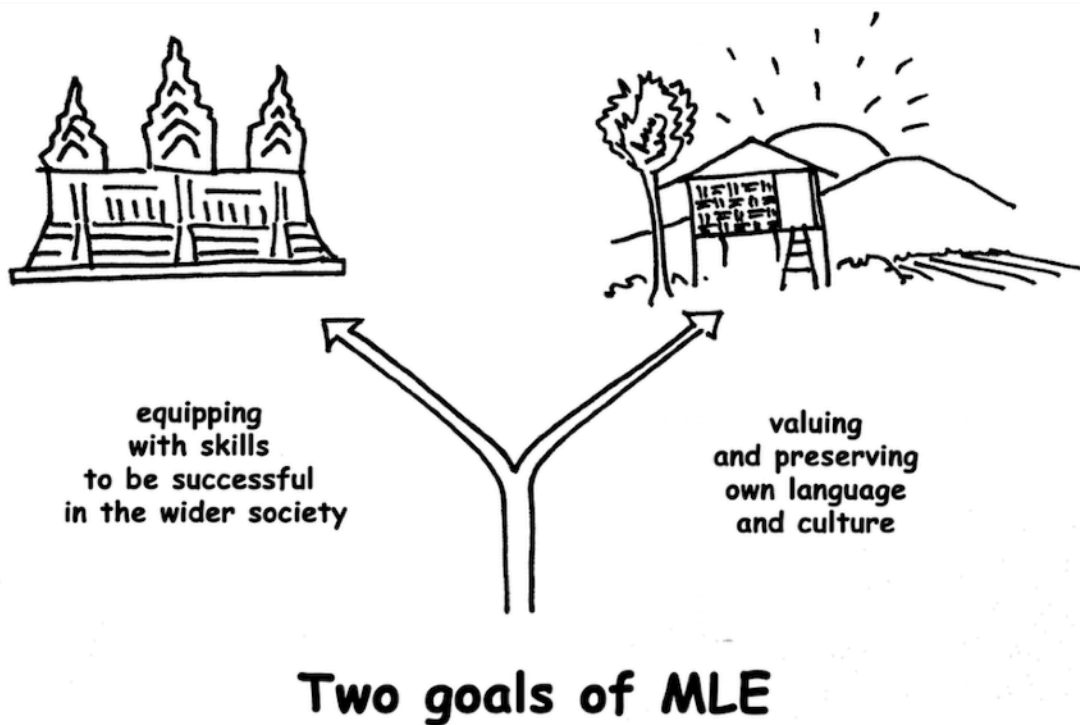 equipping
with skills
to be successful
in the wider society
valuing
and preserving
own language
and culture
Two goals of MLE